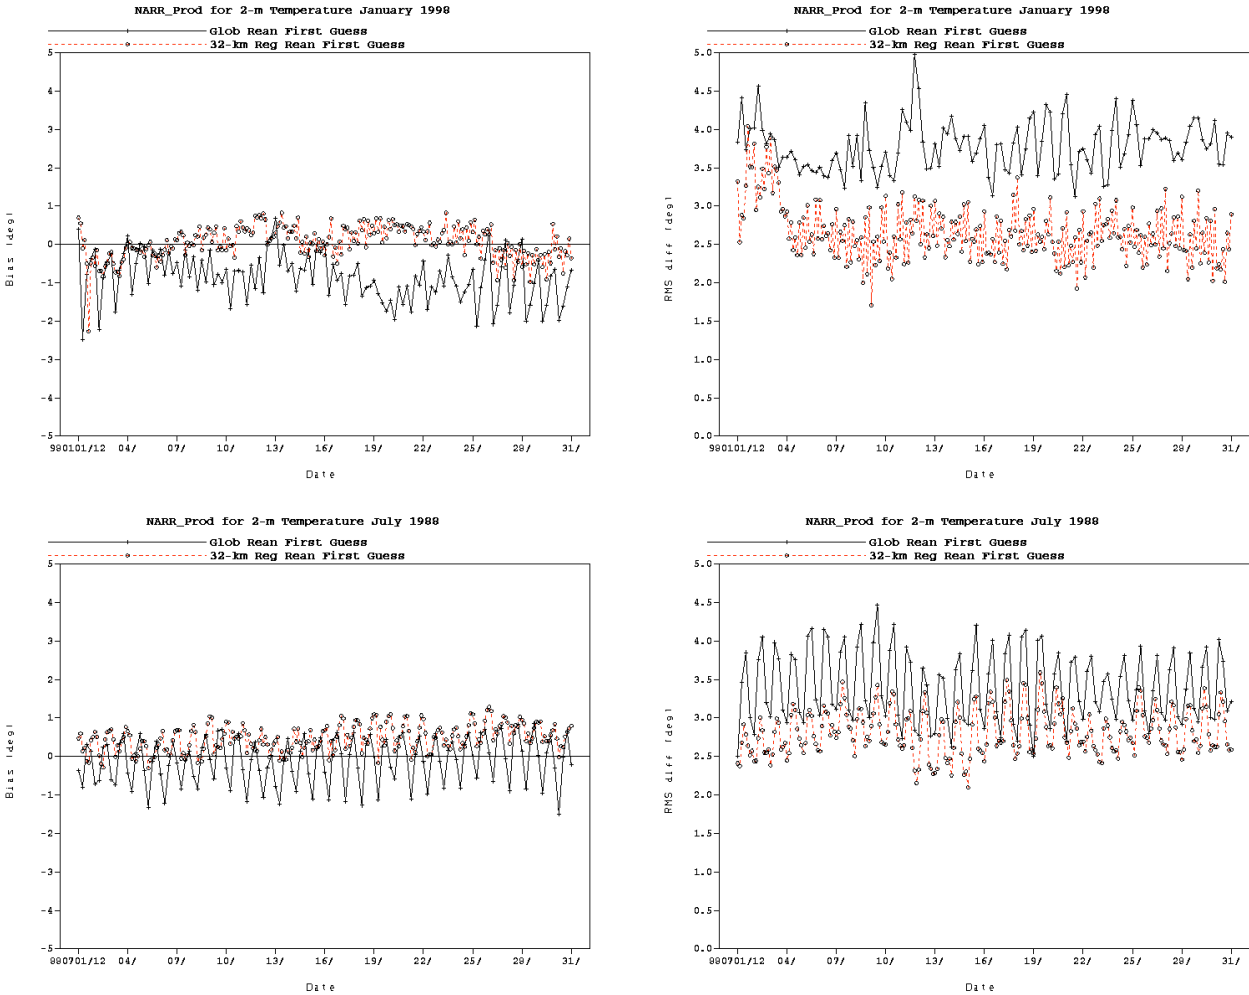 NARR_Prod for 2-m Temperature January 1998
Glob Rean First Guess
32-km Reg Rean First Guess
5
4
3
2
1
0
-1
-2
-3
-4
-5
Bias (deg)
980101/12 04/ 07/ 10/ 13/ 16/ 19/ 22/ 25/ 28/ 31/
Date
NARR_Prod for 2-m Temperature January 1998
Glob Rean First Guess
32-km Reg Rean First Guess
5.0
4.5
4.0
3.5
3.0
2.5
2.0
1.5
1.0
0.5
0.0
RMS diff (deg)
980101/12 04/ 07/ 10/ 13/ 16/ 19/ 22/ 25/ 28/ 31/
Date
NARR_Prod for 2-m Temperature July 1988
Glob Rean First Guess
32-km Reg Rean First Guess
5
4
3
2
1
0
-1
-2
-3
-4
-5
Bias (deg)
880701/12 04/ 07/ 10/ 13/ 16/ 19/ 22/ 25/ 28/ 31/
Date
NARR_Prod for 2-m Temperature July 1988
Glob Rean First Guess
32-km Reg Rean First Guess
5.0
4.5
4.0
3.5
3.0
2.5
2.0
1.5
1.0
0.5
0.0
RMS diff (deg)
880701/12 04/ 07/ 10/ 13/ 16/ 19/ 22/ 25/ 28/ 31/
Date